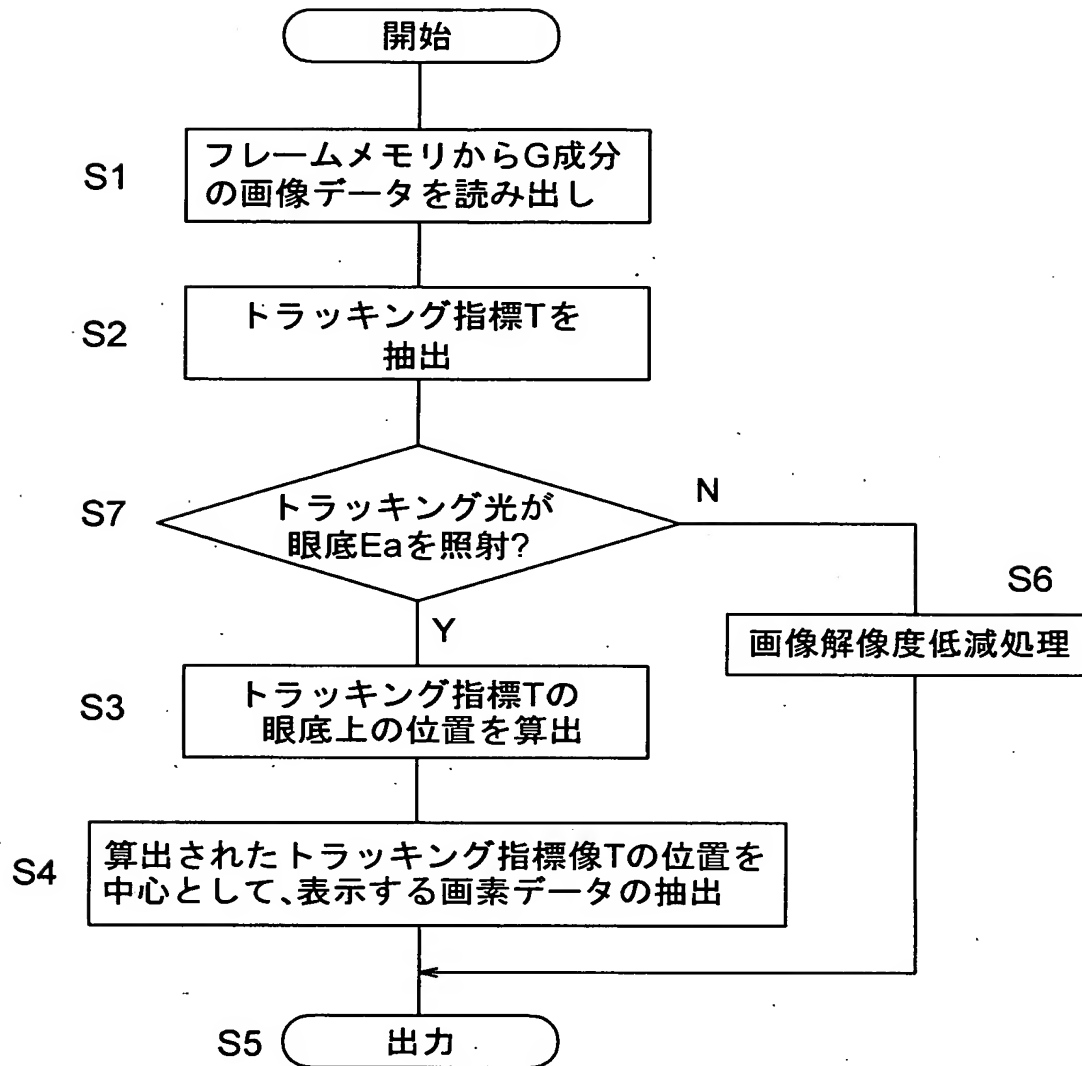 開始
S1
フレームメモリからG成分
の画像データを読み出し
S2
トラッキング指標Tを
抽出
S7
トラッキング光が
眼底Eaを照射?
N
Y
S6
画像解像度低減処理
S3
トラッキング指標Tの
眼底上の位置を算出
S4
算出されたトラッキング指標像Tの位置を
中心として、表示する画素データの抽出
S5
出力